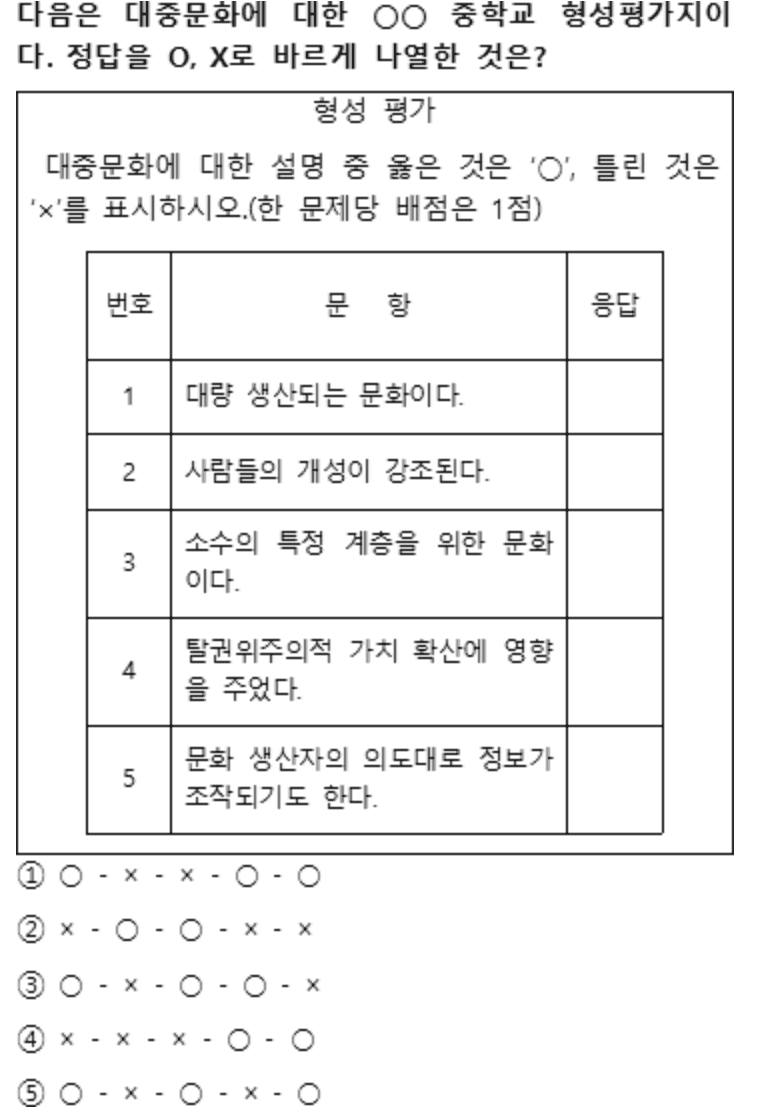 다음은 대중문화에 대한 ○○ 중학교 형성평가지이
다. 정답을 O, X로 바르게 나열한 것은?
형성 평가
대중문화에 대한 설명 중 옳은 것은 '○', 틀린 것은
'×'를 표시하시오.(한 문제당 배점은 1점)
번호 문 항 응답
1 대량 생산되는 문화이다.
2 사람들의 개성이 강조된다.
3 소수의 특정 계층을 위한 문화
이다.
4 탈권위주의적 가치 확산에 영향
을 주었다.
5 문화 생산자의 의도대로 정보가
조작되기도 한다.
① ○ - × - × - ○ - ○
② × - ○ - ○ - × - ×
③ ○ - × - ○ - ○ - ×
④ × - × - × - ○ - ○
⑤ ○ - × - ○ - × - ○